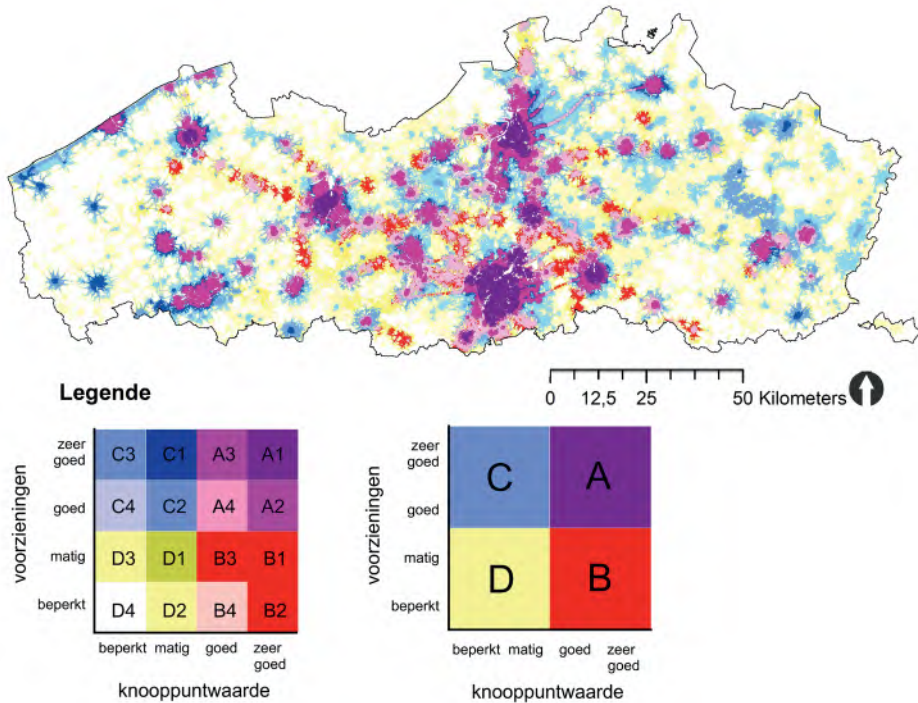 Legende
0 12,5 25 50 Kilometers
voorzieningen
zeer
goed
goed
matig
beperkt
C3 C1 A3 A1
C4 C2 A4 A2
D3 D1 B3 B1
D4 D2 B4 B2
beperkt matig goed zeer
goed
knooppuntwaarde
voorzieningen
zeer
goed
goed
matig
beperkt
C A
D B
beperkt matig goed zeer
goed
knooppuntwaarde